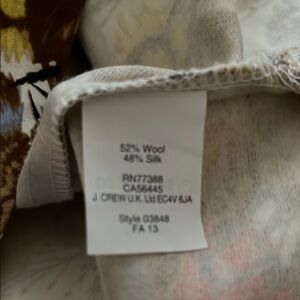 52% Wool
48% Silk
RN77388
CA56445
J. CREW U.K. Ltd EC4V 6JA
Style 03848
FA 13